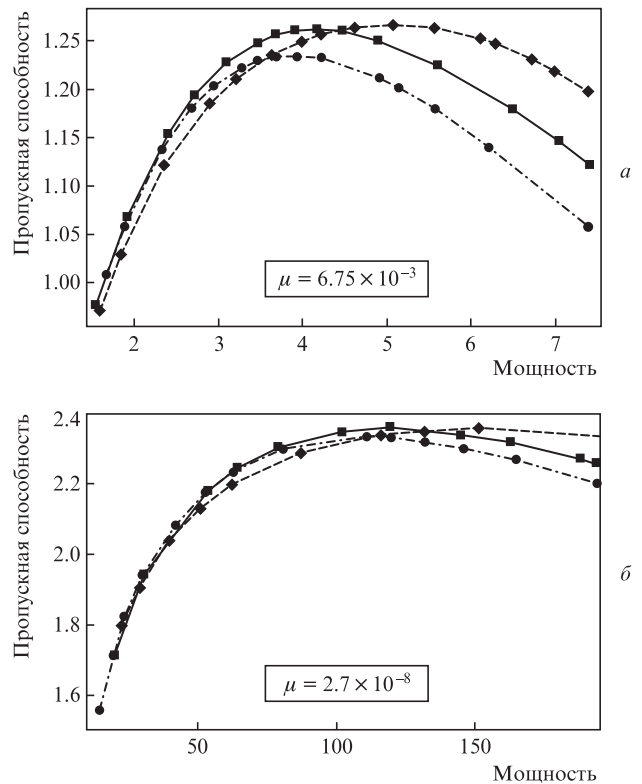 Пропускная способность
1.25
1.20
1.15
1.10
1.05
1.00
μ = 6.75 × 10⁻³
2 3 4 5 6 7
Мощность
а
Пропускная способность
2.4
2.2
2.0
1.8
1.6
μ = 2.7 × 10⁻⁸
50 100 150
Мощность
б